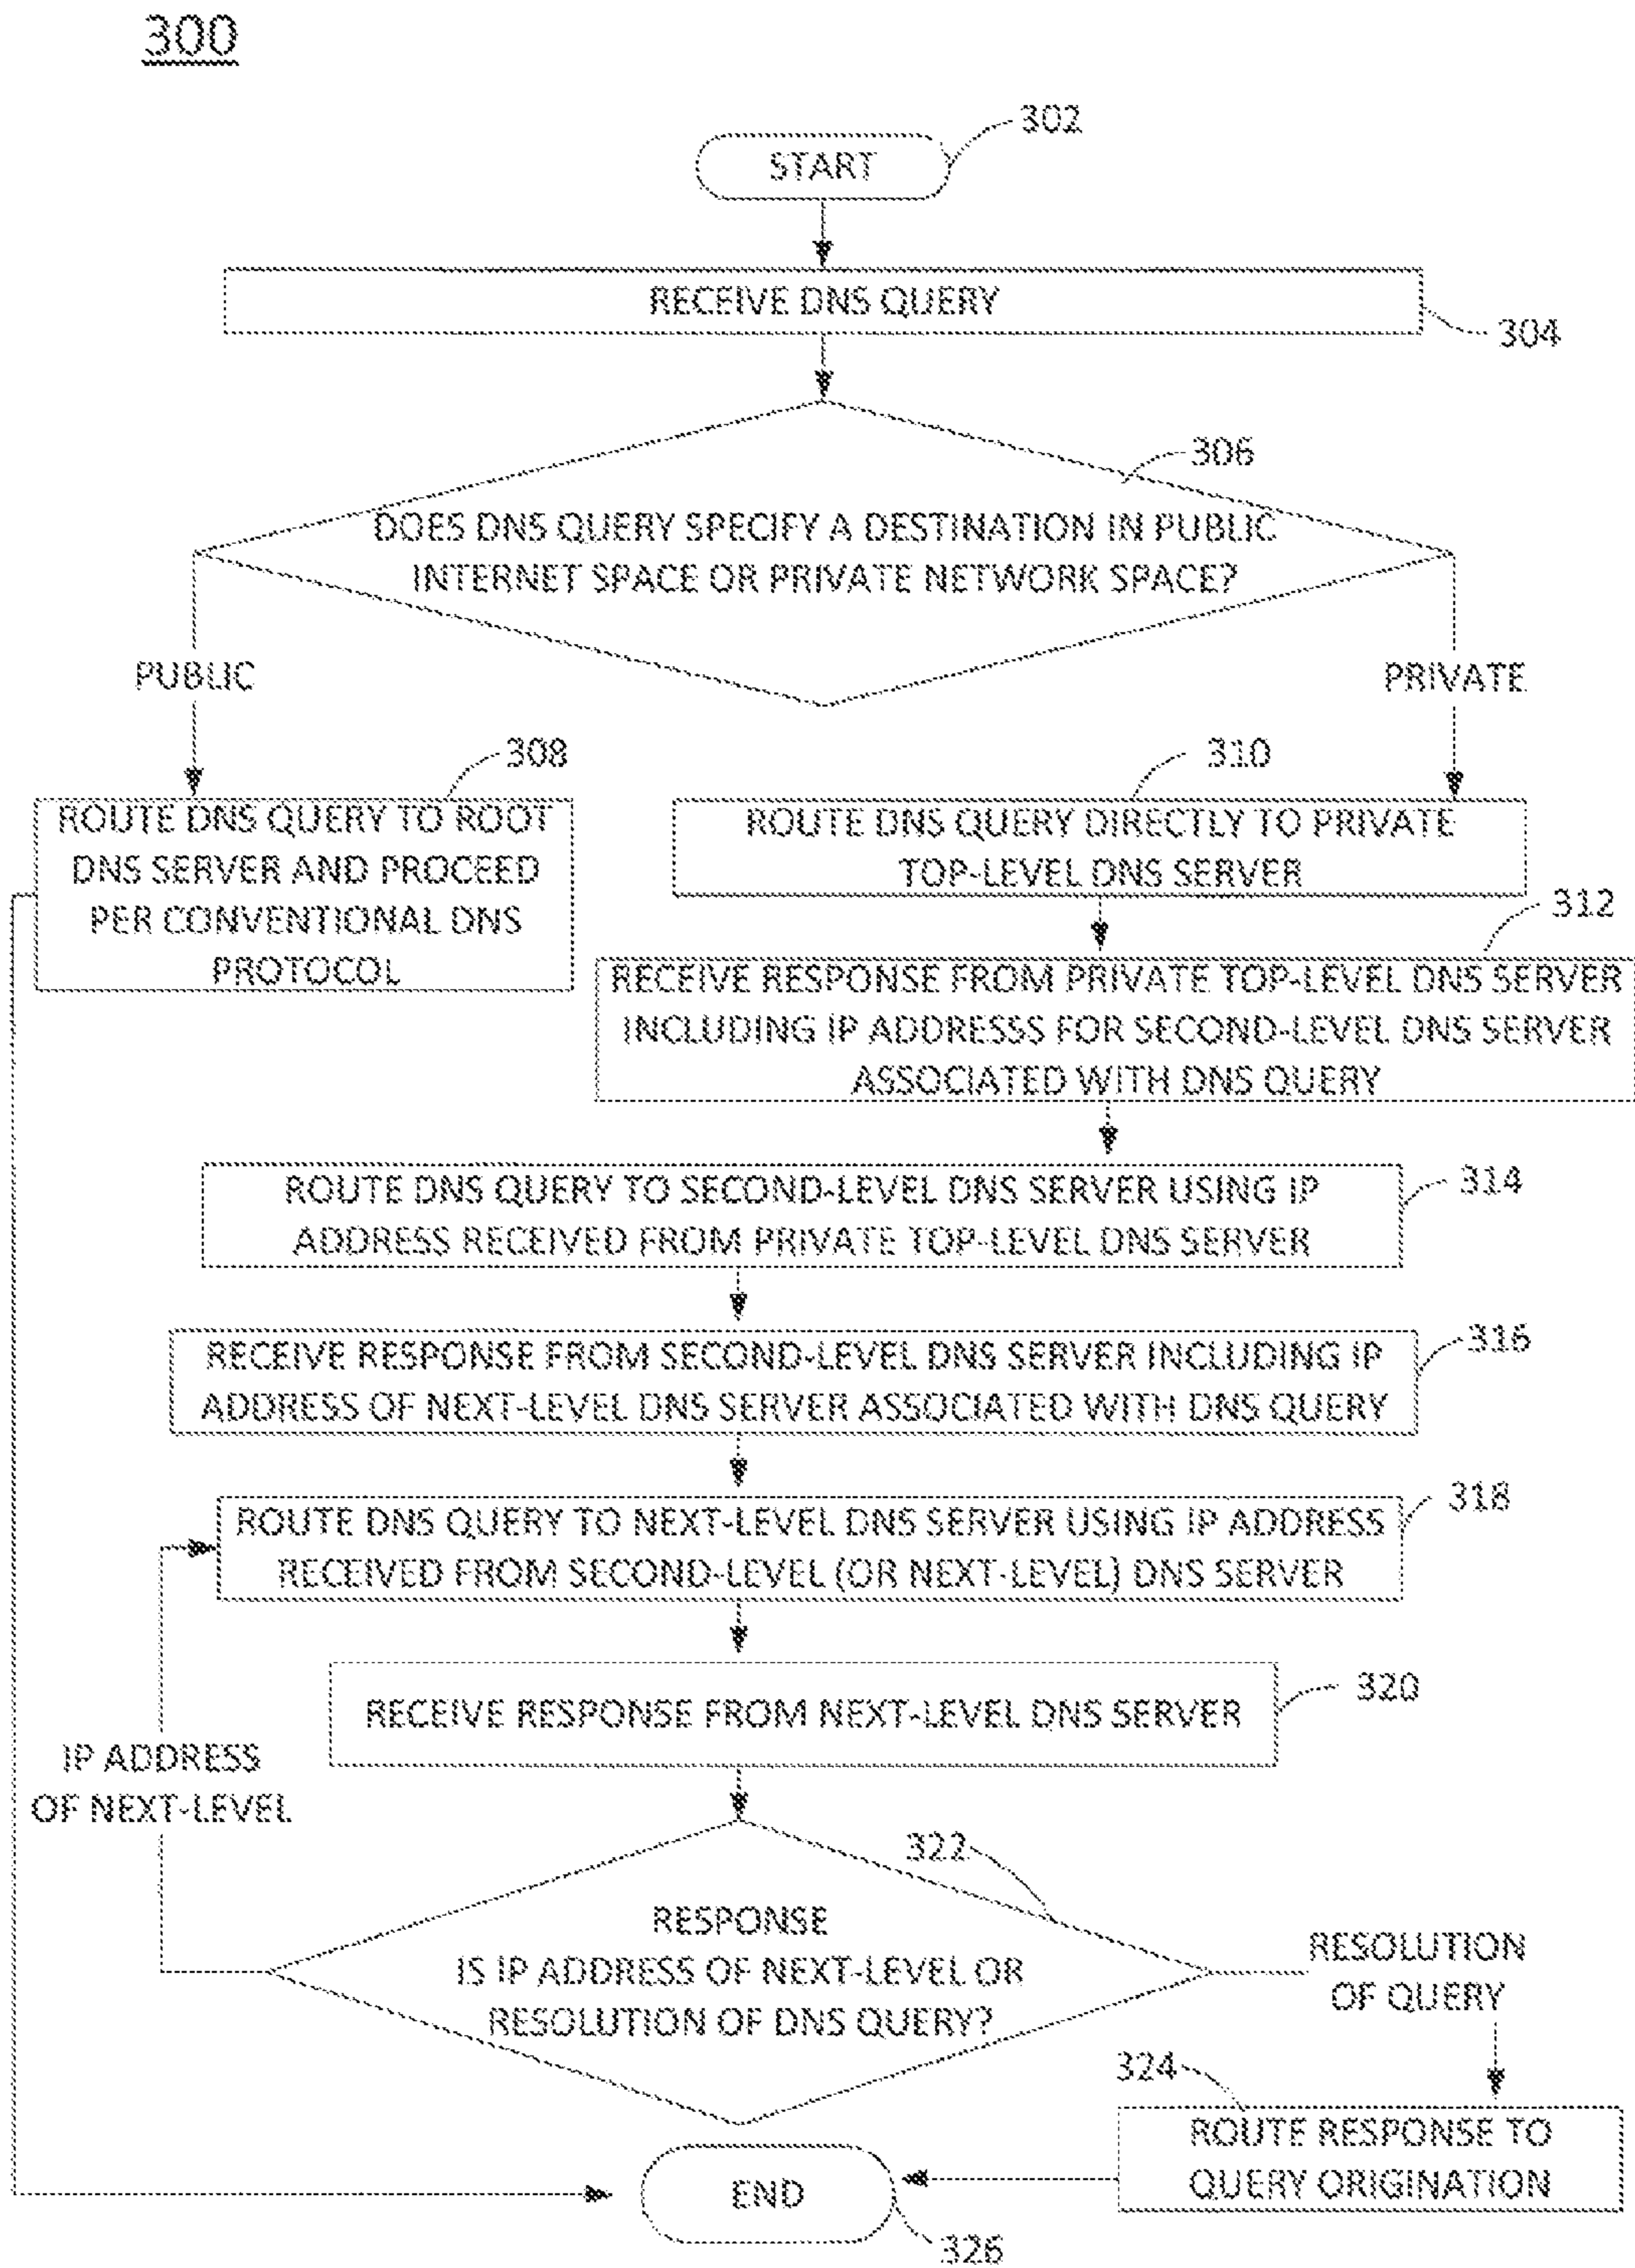 300
302
START
RECEIVE DNS QUERY
304
306
DOES DNS QUERY SPECIFY A DESTINATION IN PUBLIC
INTERNET SPACE OR PRIVATE NETWORK SPACE?
PUBLIC
PRIVATE
308
ROUTE DNS QUERY TO ROOT
DNS SERVER AND PROCEED
PER CONVENTIONAL DNS
PROTOCOL
310
ROUTE DNS QUERY DIRECTLY TO PRIVATE
TOP-LEVEL DNS SERVER
312
RECEIVE RESPONSE FROM PRIVATE TOP-LEVEL DNS SERVER
INCLUDING IP ADDRESSS FOR SECOND-LEVEL DNS SERVER
ASSOCIATED WITH DNS QUERY
ROUTE DNS QUERY TO SECOND-LEVEL DNS SERVER USING IP
ADDRESS RECEIVED FROM PRIVATE TOP-LEVEL DNS SERVER
314
RECEIVE RESPONSE FROM SECOND-LEVEL DNS SERVER INCLUDING IP
ADDRESS OF NEXT-LEVEL DNS SERVER ASSOCIATED WITH DNS QUERY
316
ROUTE DNS QUERY TO NEXT-LEVEL DNS SERVER USING IP ADDRESS
RECEIVED FROM SECOND-LEVEL (OR NEXT-LEVEL) DNS SERVER
318
RECEIVE RESPONSE FROM NEXT-LEVEL DNS SERVER
320
IP ADDRESS
OF NEXT-LEVEL
322
RESPONSE
IS IP ADDRESS OF NEXT-LEVEL OR
RESOLUTION OF DNS QUERY?
RESOLUTION
OF QUERY
324
ROUTE RESPONSE TO
QUERY ORIGINATION
END
326